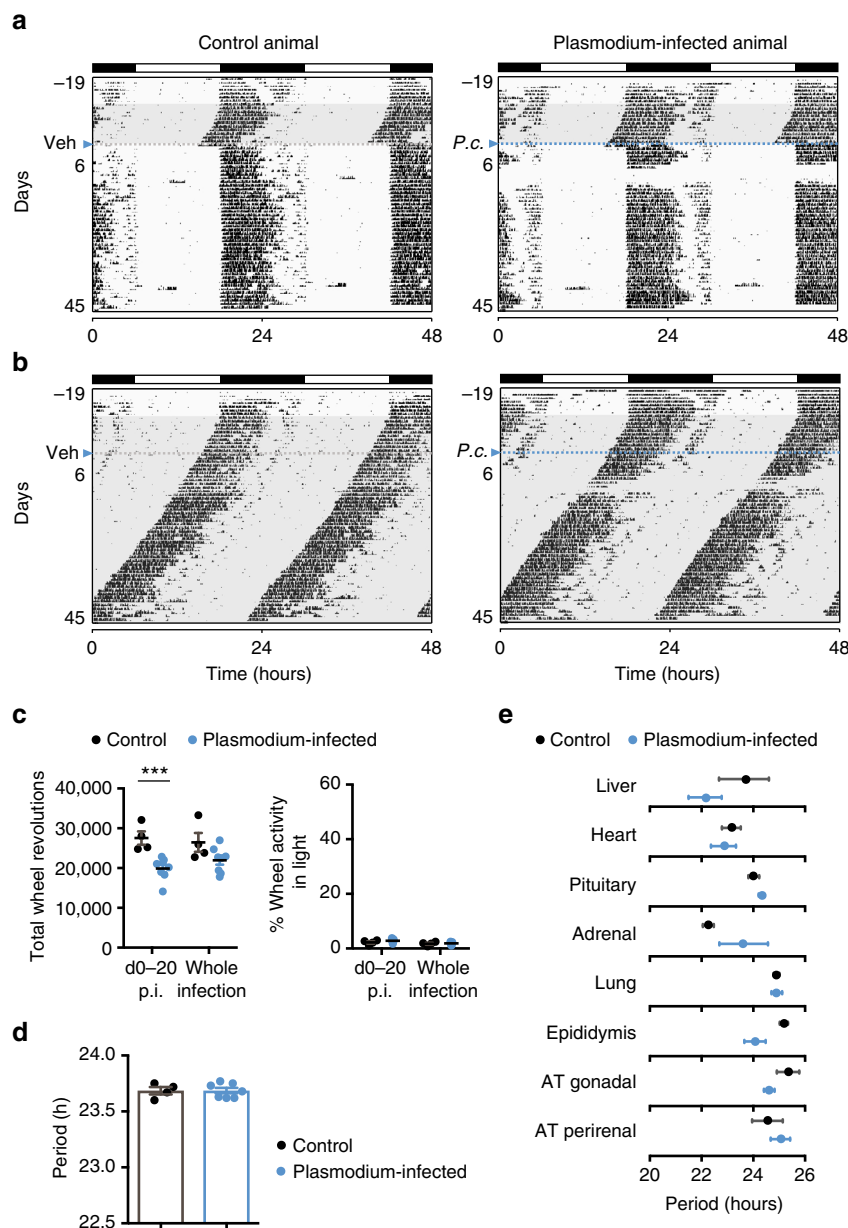 a
Control animal
Plasmodium-infected animal
–19
Veh
6
45
Days
0
24
48
–19
P.c.
6
45
0
24
48
b
–19
Veh
6
45
Days
0
24
48
Time (hours)
–19
P.c.
6
45
0
24
48
Time (hours)
c
Control
Plasmodium-infected
Total wheel revolutions
40,000
30,000
20,000
10,000
0
***
d0–20 p.i.
Whole infection
% Wheel activity in light
60
40
20
0
d0–20 p.i.
Whole infection
d
Period (h)
24.0
23.5
23.0
22.5
Control
Plasmodium-infected
e
Control
Plasmodium-infected
Liver
Heart
Pituitary
Adrenal
Lung
Epididymis
AT gonadal
AT perirenal
20
22
24
26
Period (hours)